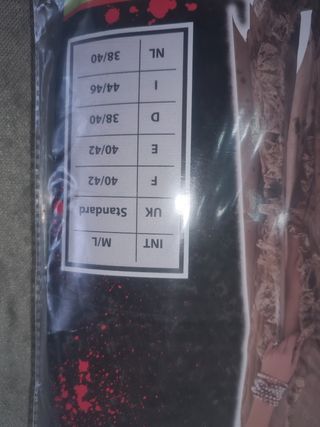 INT M/L
UK Standard
F 40/42
E 40/42
D 38/40
I 44/46
NL 38/40